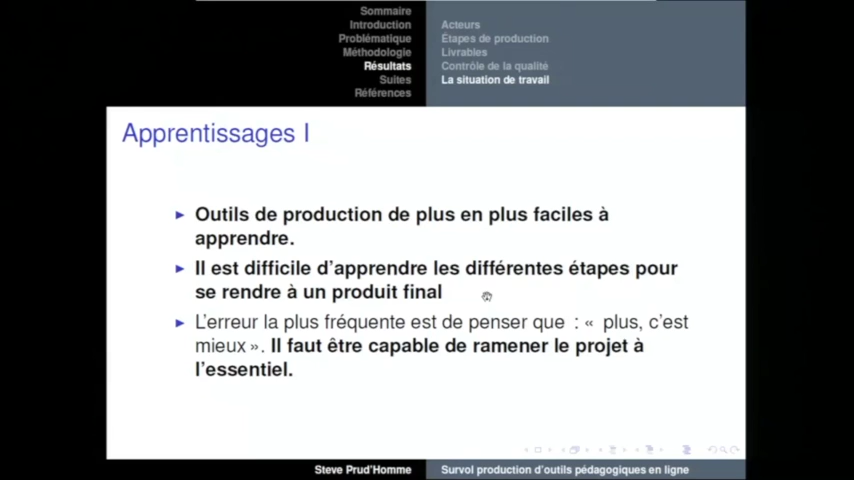 Sommaire
Introduction
Problématique
Méthodologie
Résultats
Suites
Références
Acteurs
Étapes de production
Livrables
Contrôle de la qualité
La situation de travail
Apprentissages I
Outils de production de plus en plus faciles à
apprendre.
Il est difficile d'apprendre les différentes étapes pour
se rendre à un produit final
L'erreur la plus fréquente est de penser que : « plus, c'est
mieux ». Il faut être capable de ramener le projet à
l'essentiel.
Steve Prud'Homme
Survol production d'outils pédagogiques en ligne